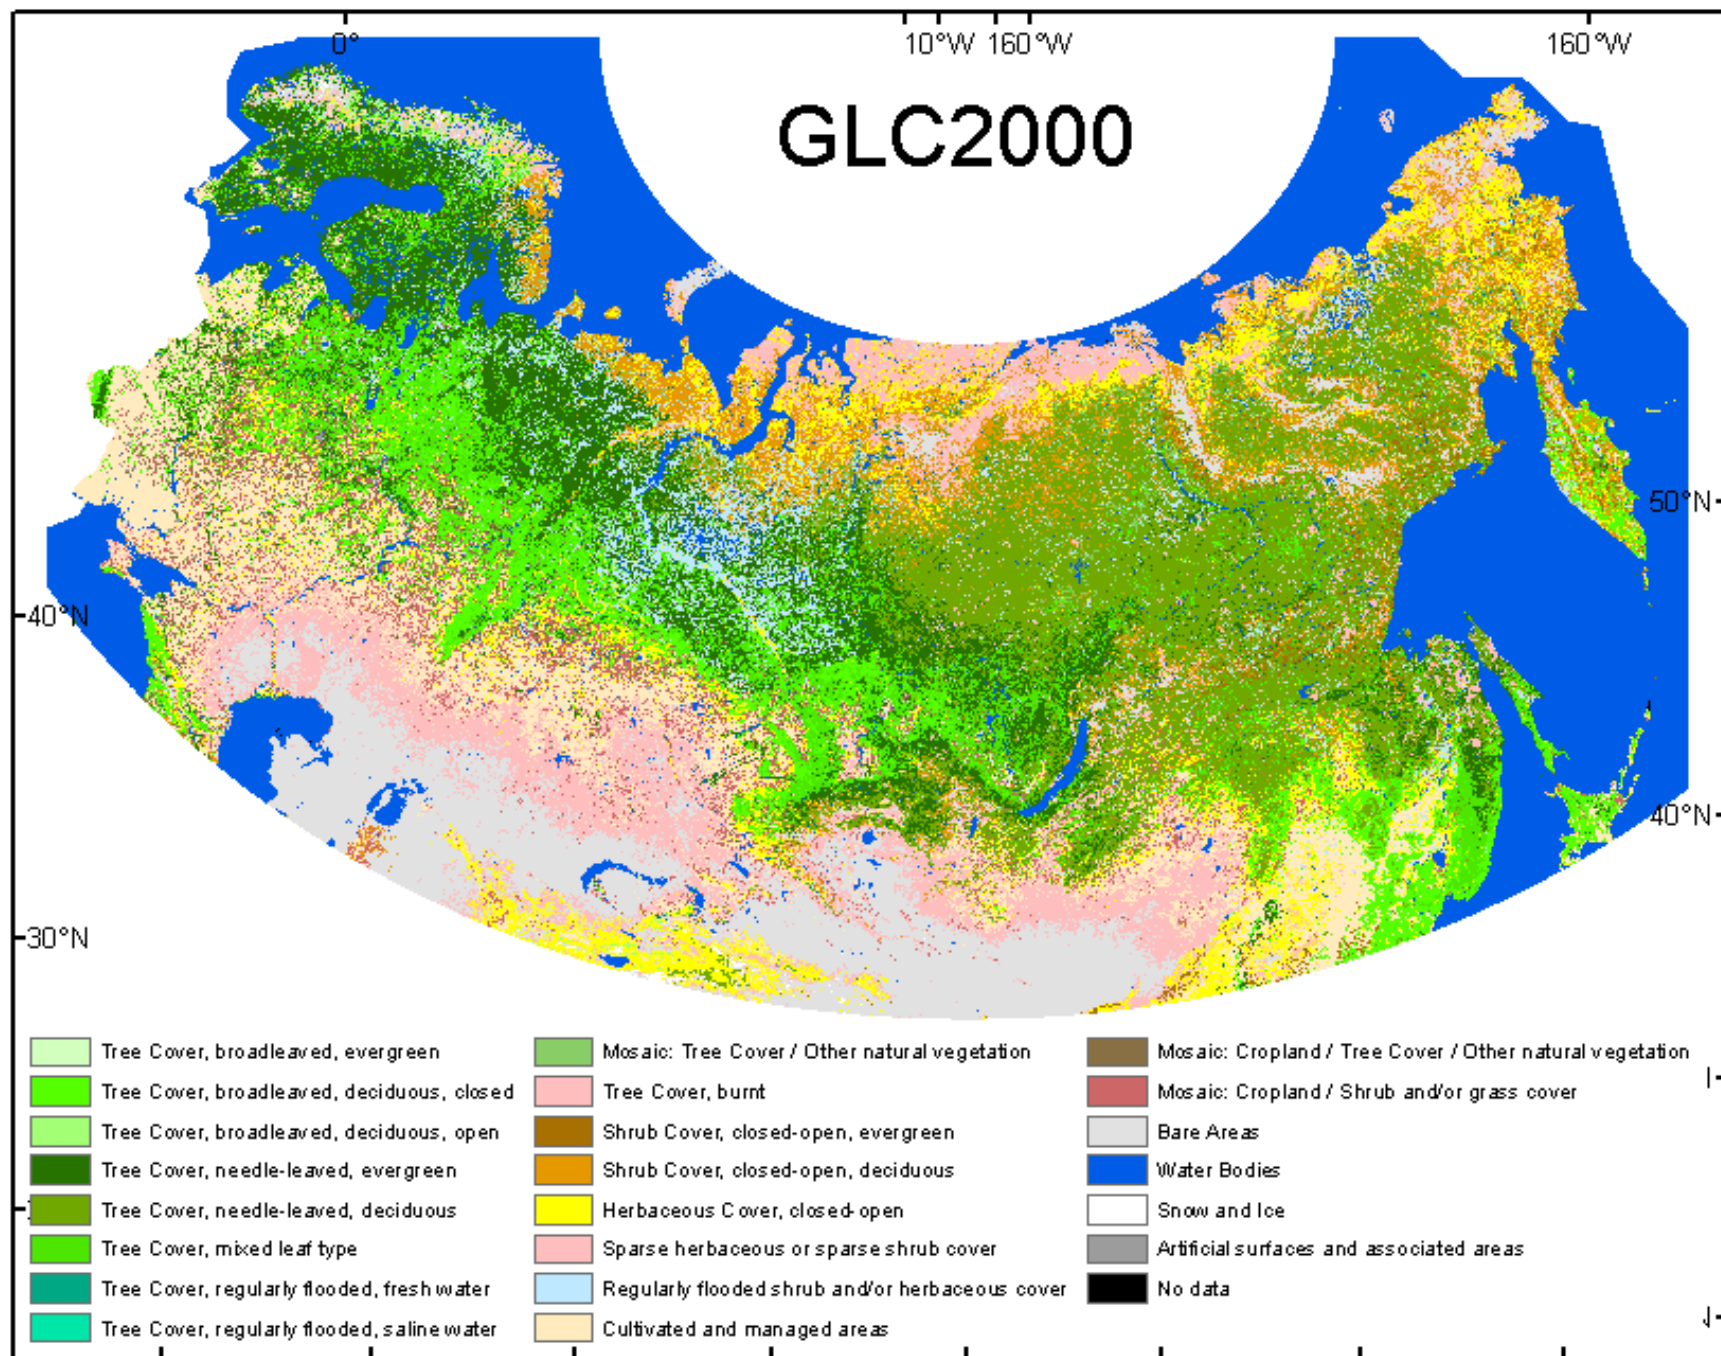 0° 10°W 160°W 160°W
GLC2000
50°N
40°N
40°N
30°N
Tree Cover, broadleaved, evergreen
Tree Cover, broadleaved, deciduous, closed
Tree Cover, broadleaved, deciduous, open
Tree Cover, needle-leaved, evergreen
Tree Cover, needle-leaved, deciduous
Tree Cover, mixed leaf type
Tree Cover, regularly flooded, fresh water
Tree Cover, regularly flooded, saline water
Mosaic: Tree Cover / Other natural vegetation
Tree Cover, burnt
Shrub Cover, closed-open, evergreen
Shrub Cover, closed-open, deciduous
Herbaceous Cover, closed-open
Sparse herbaceous or sparse shrub cover
Regularly flooded shrub and/or herbaceous cover
Cultivated and managed areas
Mosaic: Cropland / Tree Cover / Other natural vegetation
Mosaic: Cropland / Shrub and/or grass cover
Bare Areas
Water Bodies
Snow and Ice
Artificial surfaces and associated areas
No data